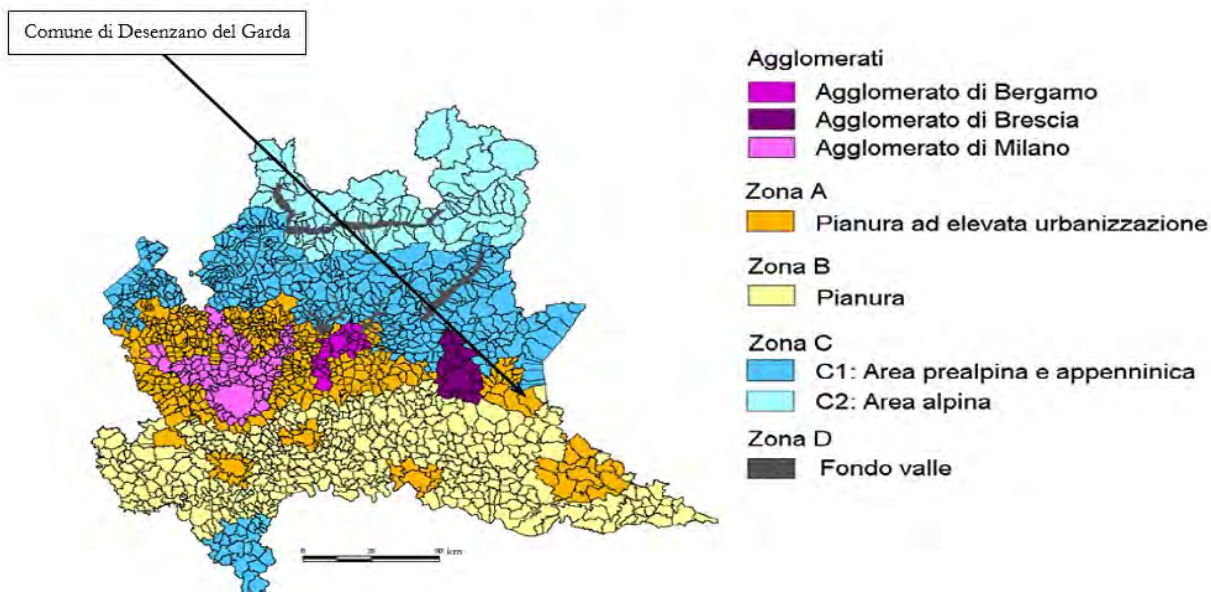 Comune di Desenzano del Garda
Agglomerati
Agglomerato di Bergamo
Agglomerato di Brescia
Agglomerato di Milano
Zona A
Pianura ad elevata urbanizzazione
Zona B
Pianura
Zona C
C1: Area prealpina e appenninica
C2: Area alpina
Zona D
Fondo valle
km